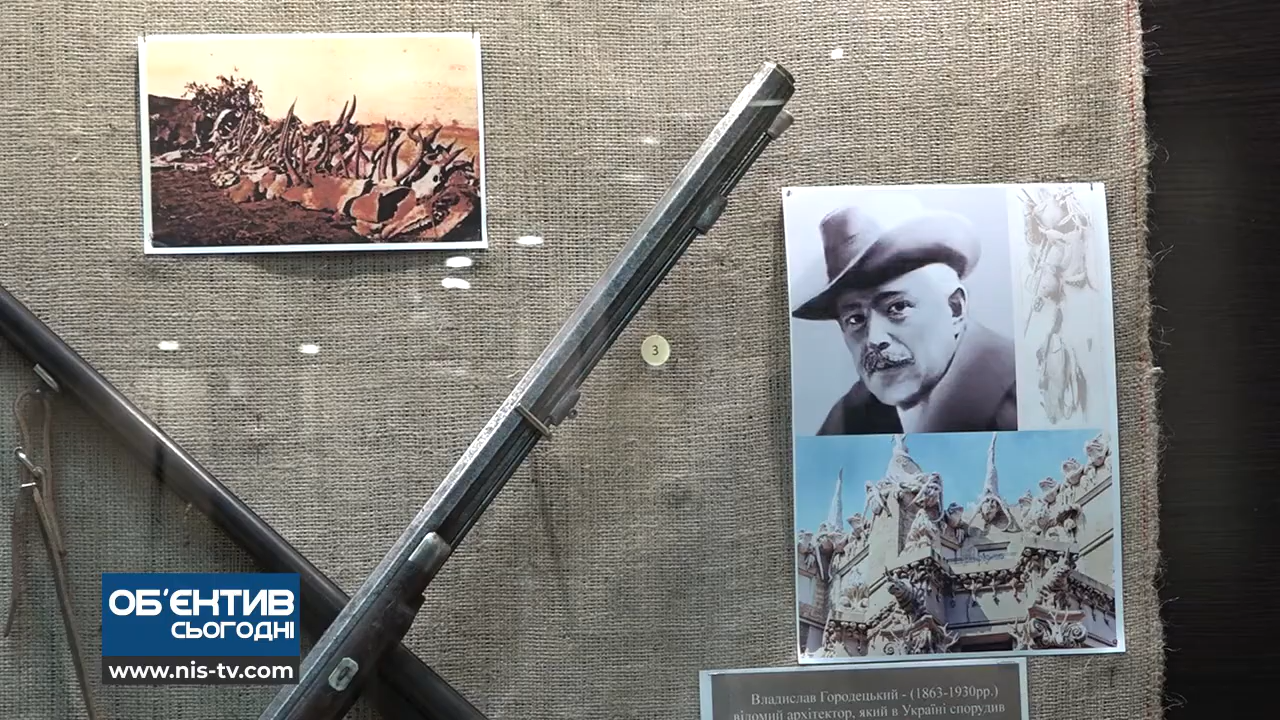 3
ОБ'ЄКТИВ
СЬОГОДНІ
www.nis-tv.com
Владислав Городецький - (1863-1930рр.)
відомий архітектор, який в Україні спорудив